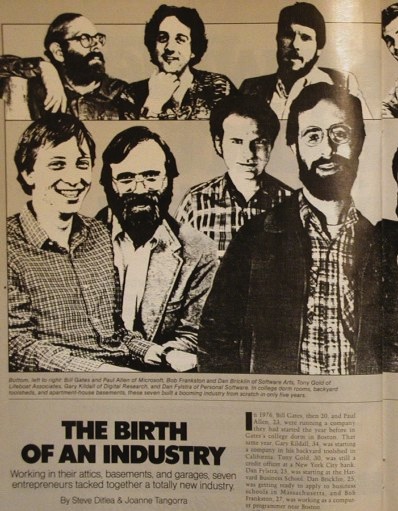 Bottom, left to right: Bill Gates and Paul Allen of Microsoft, Bob Frankston and Dan Bricklin of Software Arts, Tony Gold of
Lifeboat Associates, Gary Kildall of Digital Research, and Dan Fylstra of Personal Software. In college dorm rooms, backyard
toolsheds, and apartment-house basements, these seven built a booming industry from scratch in only five years.
THE BIRTH
OF AN INDUSTRY
Working in their attics, basements, and garages, seven
entrepreneurs tacked together a totally new industry.
By Steve Ditlea & Joanne Tangorra
In 1976, Bill Gates, then 20, and Paul
Allen, 23, were running a company
they had started the year before in
Gates's college dorm in Boston. That
same year, Gary Kildall, 34, was starting
a company in his backyard toolshed in
California. Tony Gold, 30, was still a
credit officer at a New York City bank.
Dan Fylstra, 25, was starting at the Har-
vard Business School. Dan Bricklin, 25,
was getting ready to apply to business
schools in Massachusetts, and Bob
Frankston, 27, was working as a comput-
er programmer near Boston